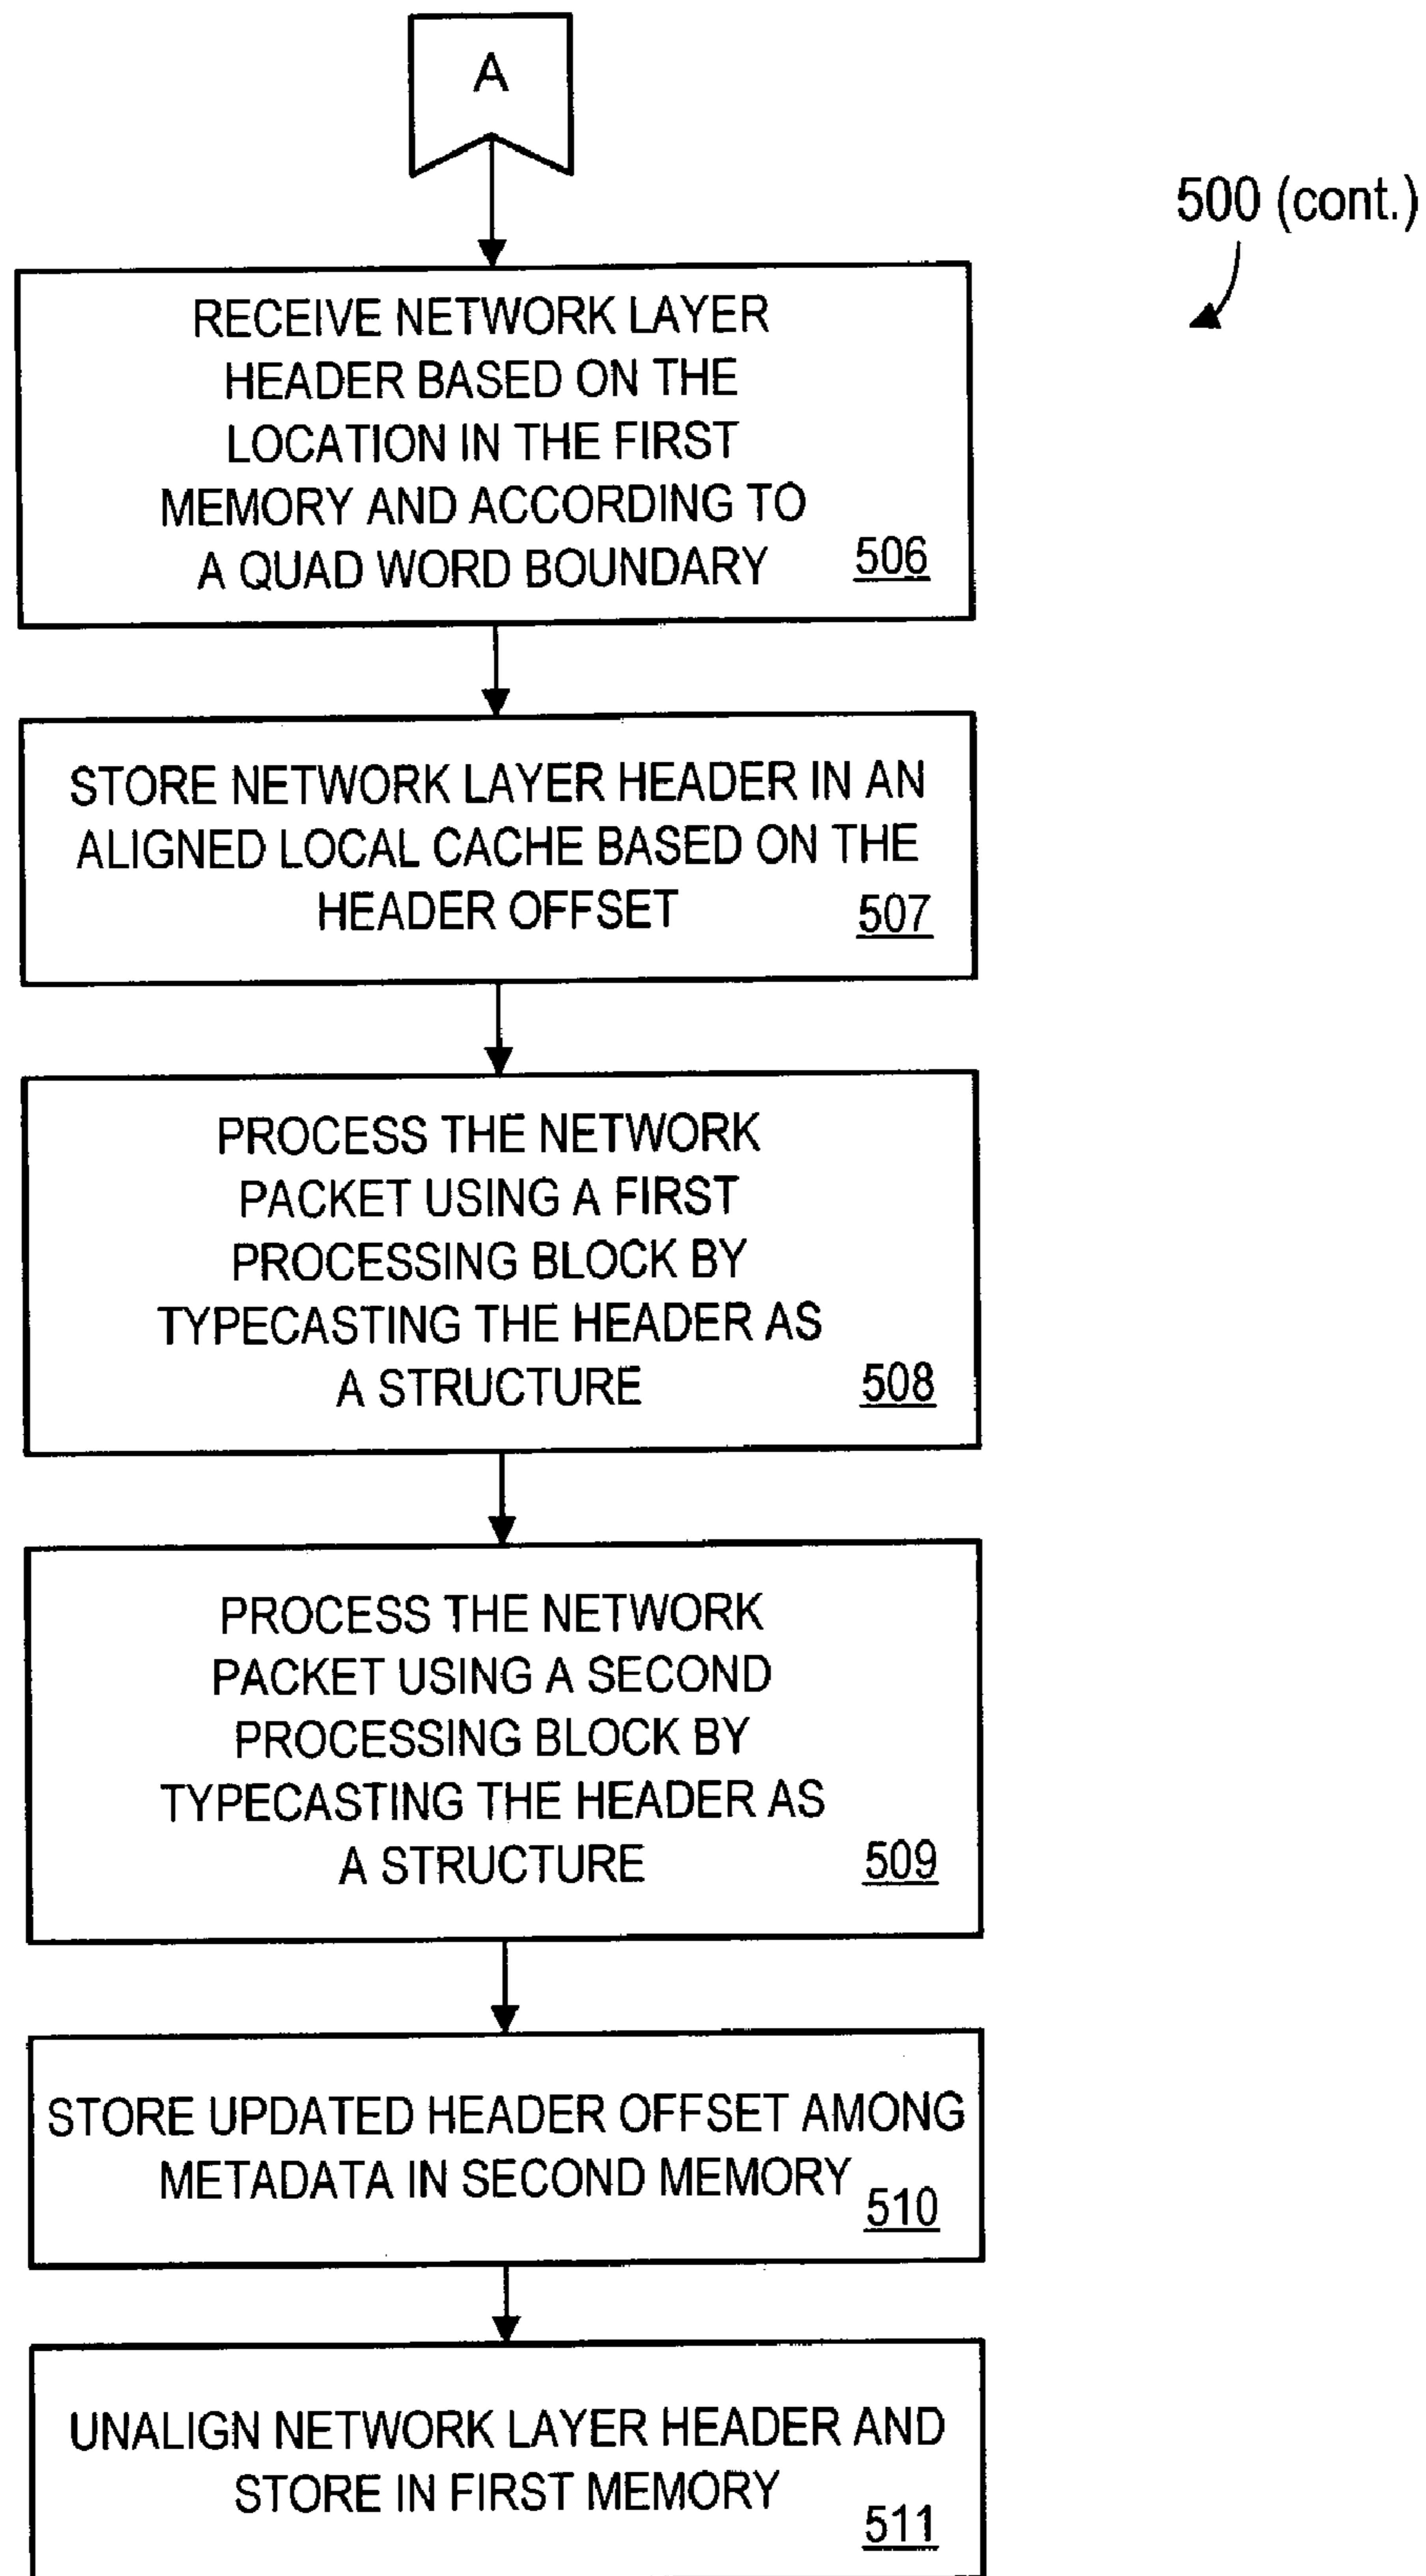 A
500 (cont.)
RECEIVE NETWORK LAYER
HEADER BASED ON THE
LOCATION IN THE FIRST
MEMORY AND ACCORDING TO
A QUAD WORD BOUNDARY
506
STORE NETWORK LAYER HEADER IN AN
ALIGNED LOCAL CACHE BASED ON THE
HEADER OFFSET
507
PROCESS THE NETWORK
PACKET USING A FIRST
PROCESSING BLOCK BY
TYPECASTING THE HEADER AS
A STRUCTURE
508
PROCESS THE NETWORK
PACKET USING A SECOND
PROCESSING BLOCK BY
TYPECASTING THE HEADER AS
A STRUCTURE
509
STORE UPDATED HEADER OFFSET AMONG
METADATA IN SECOND MEMORY
510
UNALIGN NETWORK LAYER HEADER AND
STORE IN FIRST MEMORY
511